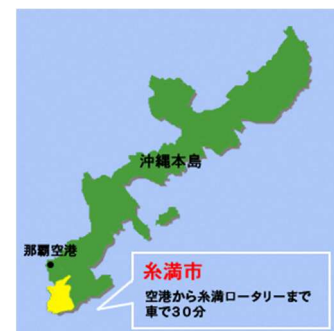 沖縄本島
那覇空港
糸満市
空港から糸満ロータリーまで
車で30分